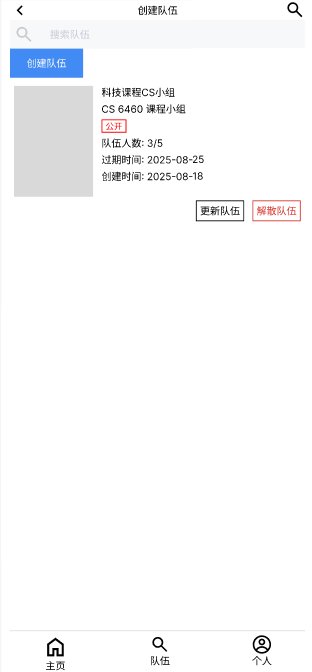 创建队伍
搜索队伍
创建队伍
科技课程CS小组
CS 6460 课程小组
公开
队伍人数: 3/5
过期时间: 2025-08-25
创建时间: 2025-08-18
更新队伍 解散队伍
主页 队伍 个人